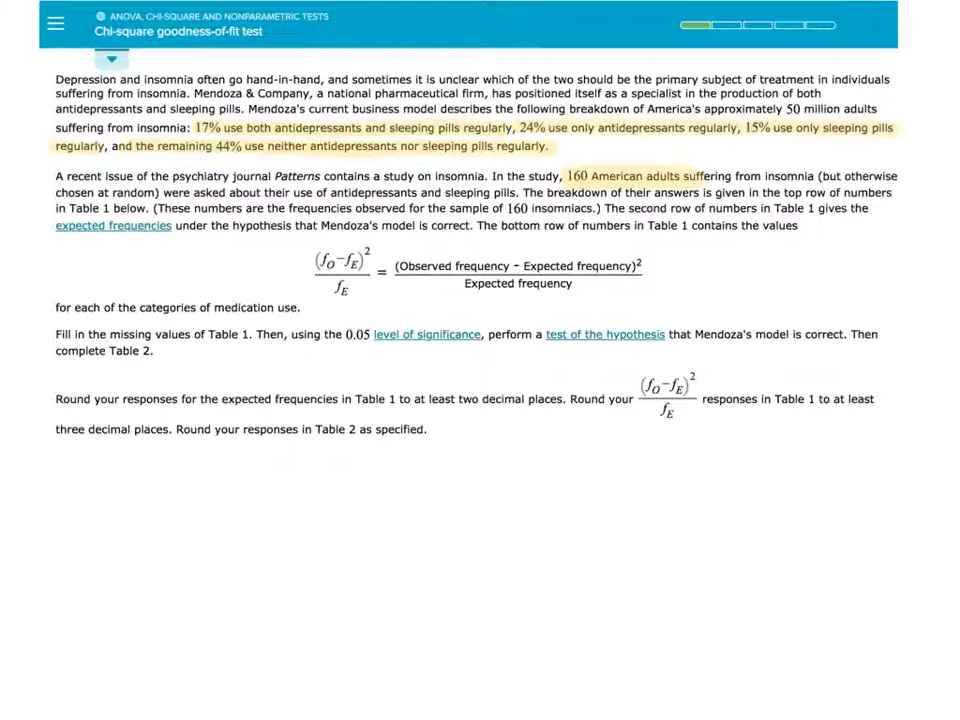 ANOVA, CHI-SQUARE AND NONPARAMETRIC TESTS
Chi-square goodness-of-fit test
Depression and insomnia often go hand-in-hand, and sometimes it is unclear which of the two should be the primary subject of treatment in individuals
suffering from insomnia. Mendoza & Company, a national pharmaceutical firm, has positioned itself as a specialist in the production of both
antidepressants and sleeping pills. Mendoza's current business model describes the following breakdown of America's approximately 50 million adults
suffering from insomnia: 17% use both antidepressants and sleeping pills regularly, 24% use only antidepressants regularly, 15% use only sleeping pills
regularly, and the remaining 44% use neither antidepressants nor sleeping pills regularly.
A recent issue of the psychiatry journal Patterns contains a study on insomnia. In the study, 160 American adults suffering from insomnia (but otherwise
chosen at random) were asked about their use of antidepressants and sleeping pills. The breakdown of their answers is given in the top row of numbers
in Table 1 below. (These numbers are the frequencies observed for the sample of 160 insomniacs.) The second row of numbers in Table 1 gives the
expected frequencies under the hypothesis that Mendoza's model is correct. The bottom row of numbers in Table 1 contains the values
(f_O−f_E)^2 / f_E = (Observed frequency − Expected frequency)^2 / Expected frequency
for each of the categories of medication use.
Fill in the missing values of Table 1. Then, using the 0.05 level of significance, perform a test of the hypothesis that Mendoza's model is correct. Then
complete Table 2.
Round your responses for the expected frequencies in Table 1 to at least two decimal places. Round your (f_O−f_E)^2 / f_E responses in Table 1 to at least
three decimal places. Round your responses in Table 2 as specified.